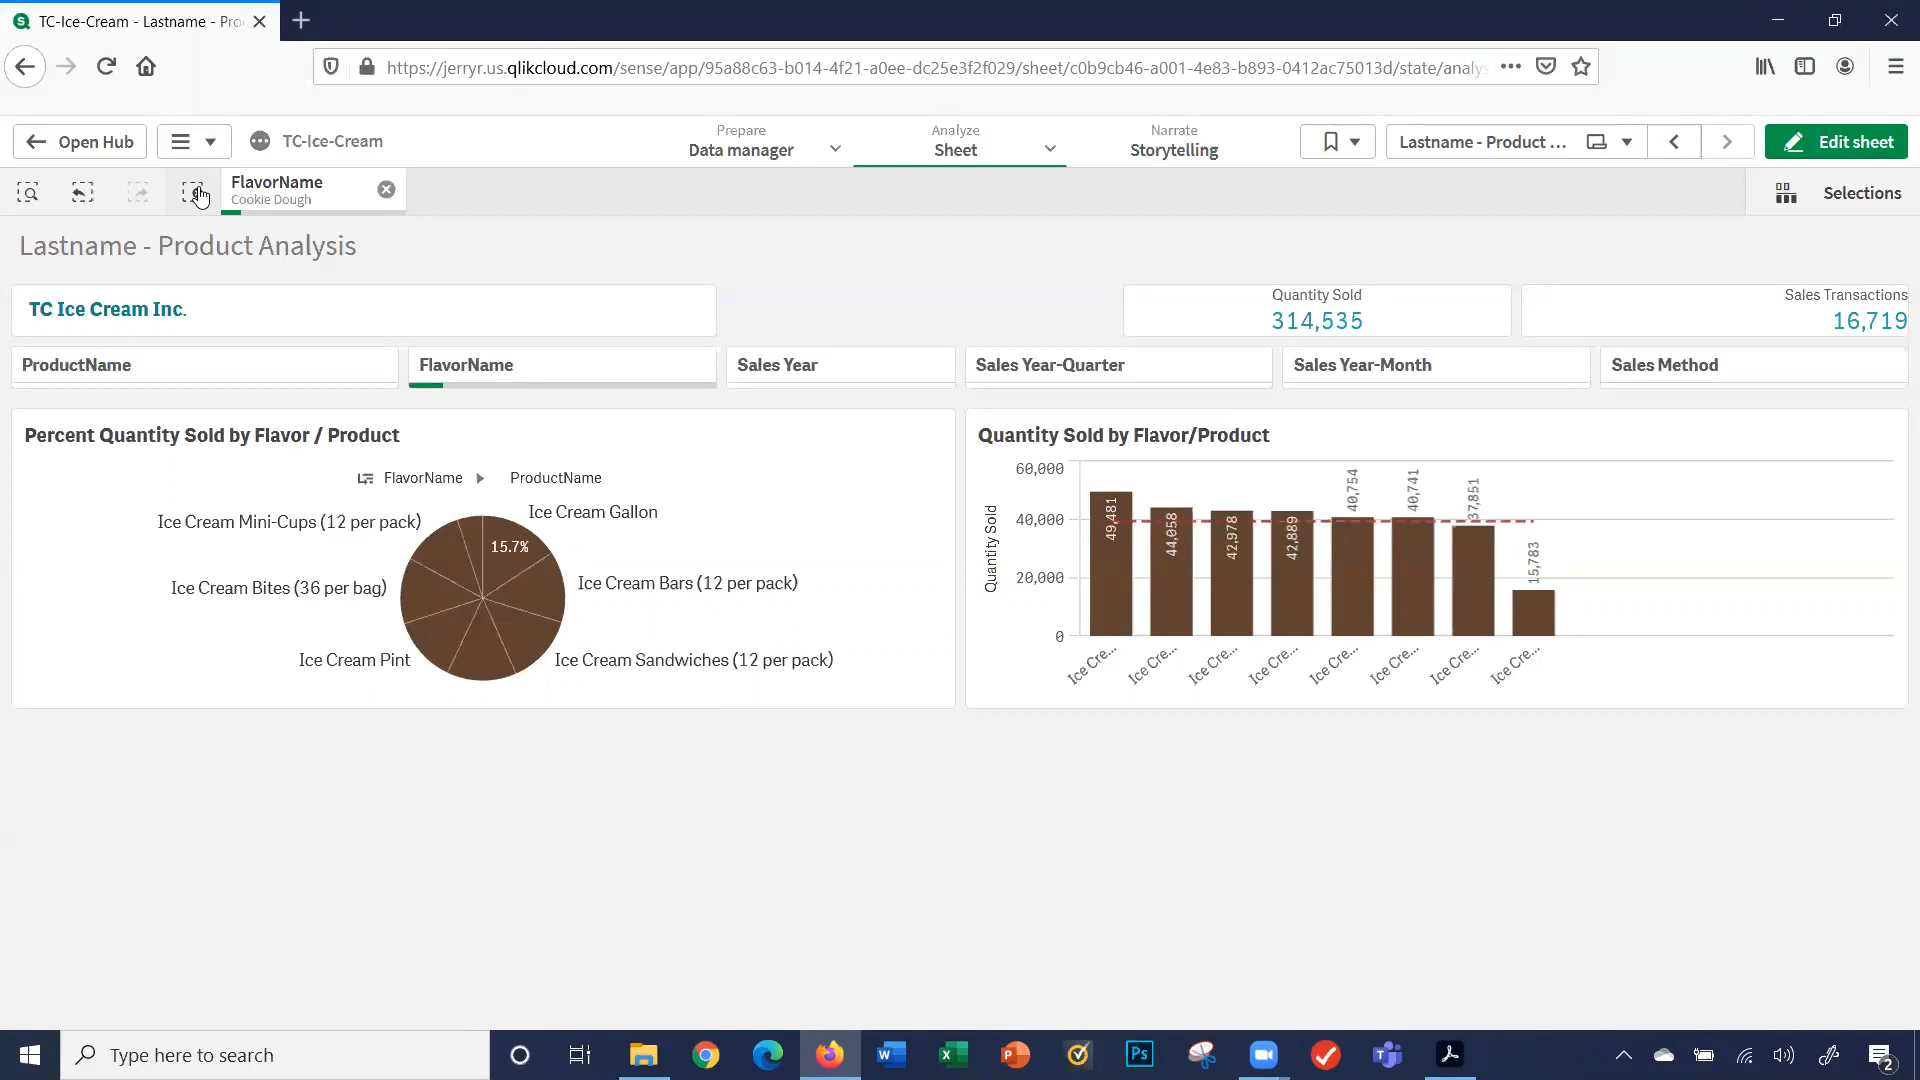 TC-Ice-Cream - Lastname - Pro
https://jerryr.us.qlikcloud.com/sense/app/95a88c63-b014-4f21-a0ee-dc25e3f2f029/sheet/c0b9cb46-a001-4e83-b893-0412ac75013d/state/analys
Open Hub
TC-Ice-Cream
Prepare
Data manager
Analyze
Sheet
Narrate
Storytelling
Lastname - Product ...
Edit sheet
FlavorName
Cookie Dough
Selections
Lastname - Product Analysis
TC Ice Cream Inc.
Quantity Sold
314,535
Sales Transactions
16,719
ProductName
FlavorName
Sales Year
Sales Year-Quarter
Sales Year-Month
Sales Method
Percent Quantity Sold by Flavor / Product
FlavorName
ProductName
Ice Cream Gallon
Ice Cream Mini-Cups (12 per pack)
15.7%
Ice Cream Bars (12 per pack)
Ice Cream Bites (36 per bag)
Ice Cream Pint
Ice Cream Sandwiches (12 per pack)
Quantity Sold by Flavor/Product
Quantity Sold
60,000
40,000
20,000
0
49,481
44,058
42,978
42,889
40,754
40,741
37,851
15,783
Ice Cre...
Ice Cre...
Ice Cre...
Ice Cre...
Ice Cre...
Ice Cre...
Ice Cre...
Ice Cre...
Type here to search
Ps
2